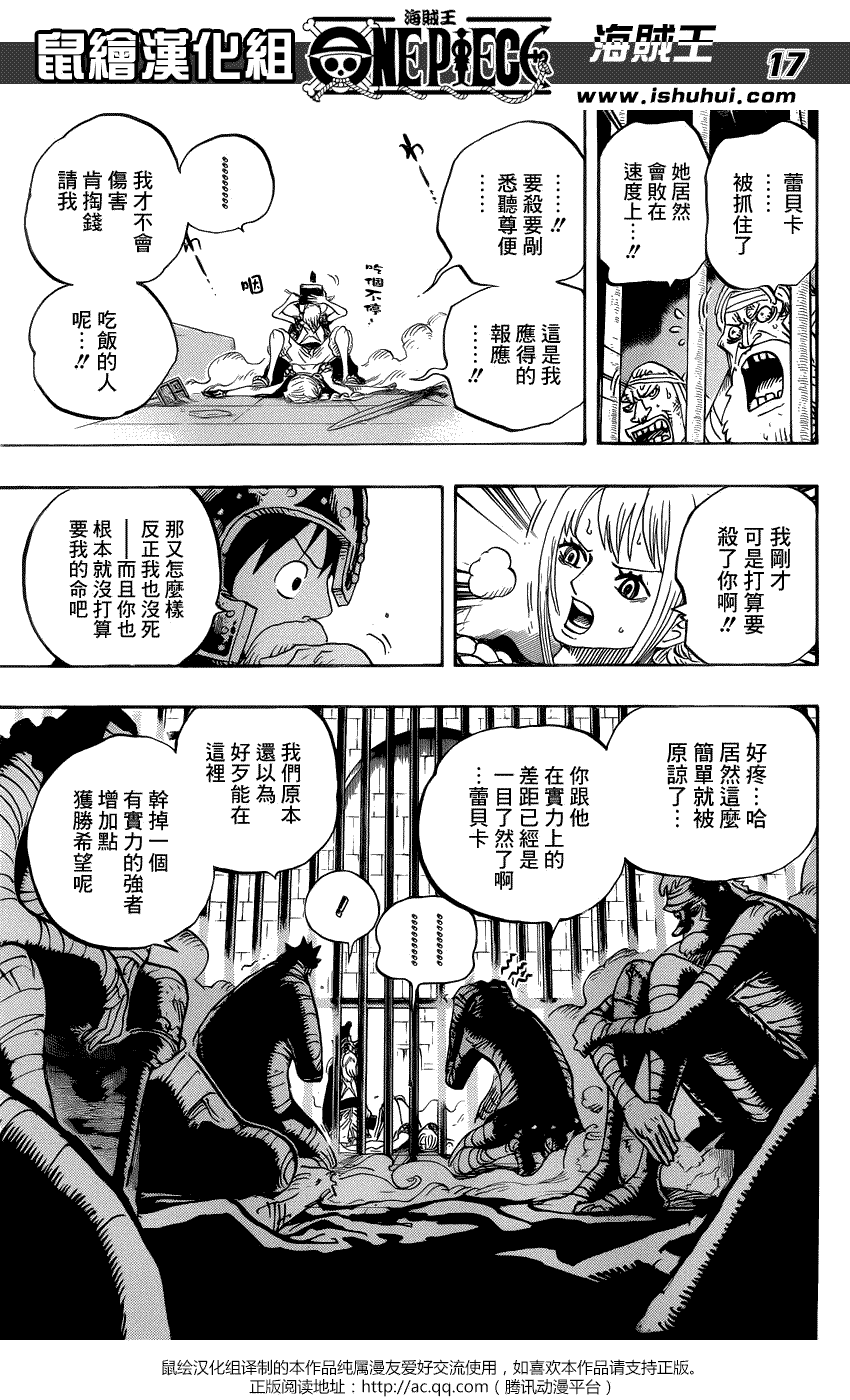 鼠繪漢化組
海賊王
ONE PIECE
海賊王
17
www.ishuhui.com
蕾貝卡
……
被抓住了
她居然
會敗在
速度上…!!
……!!
要殺要剮
悉聽尊便
……
這是我
應得的
報應
……!!
吃個不停!
咽
わ
わ
………
我才不會
傷害
肯掏錢
請我
吃飯的人
呢…!!
我剛才
可是打算要
殺了你啊!!
那又怎麼樣
反正我也沒死
——而且你也
根本就沒打算
要我的命吧
好疼…哈
居然這麼
簡單就被
原諒了…
你跟他
在實力上的
差距已經是
一目了然了啊
…蕾貝卡
………
!
我們原本
還以為
好歹能在
這裡
幹掉一個
有實力的強者
增加點
獲勝希望呢
鼠绘汉化组译制的本作品纯属漫友爱好交流使用，如喜欢本作品请支持正版。
正版阅读地址：http://ac.qq.com（腾讯动漫平台）